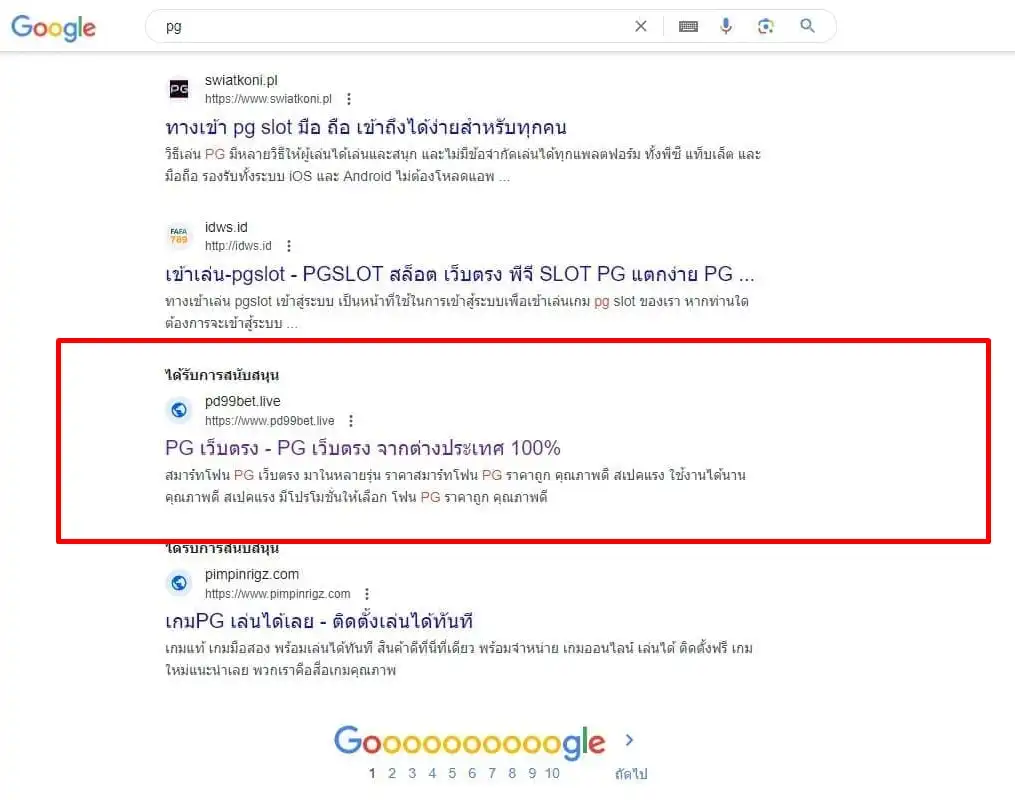 Google
pg
PG
swiatkoni.pl
https://www.swiatkoni.pl
ทางเข้า pg slot มือ ถือ เข้าถึงได้ง่ายสำหรับทุกคน
วิธีเล่น PG มีหลายวิธีให้ผู้เล่นได้เล่นและสนุก และไม่มีข้อจำกัดเล่นได้ทุกแพลตฟอร์ม ทั้งพีซี แท็บเล็ต และ
มือถือ รองรับทั้งระบบ iOS และ Android ไม่ต้องโหลดแอพ ...
FAFA
789
idws.id
http://idws.id
เข้าเล่น-pgslot - PGSLOT สล็อต เว็บตรง พีจี SLOT PG แตกง่าย PG ...
ทางเข้าเล่น pgslot เข้าสู่ระบบ เป็นหน้าที่ใช้ในการเข้าสู่ระบบเพื่อเข้าเล่นเกม pg slot ของเรา หากท่านใด
ต้องการจะเข้าสู่ระบบ ...
ได้รับการสนับสนุน
pd99bet.live
https://www.pd99bet.live
PG เว็บตรง - PG เว็บตรง จากต่างประเทศ 100%
สมาร์ทโฟน PG เว็บตรง มาในหลายรุ่น ราคาสมาร์ทโฟน PG ราคาถูก คุณภาพดี สเปคแรง ใช้งานได้นาน
คุณภาพดี สเปคแรง มีโปรโมชั่นให้เลือก โฟน PG ราคาถูก คุณภาพดี
ได้รับการสนับสนุน
pimpinrigz.com
https://www.pimpinrigz.com
เกมPG เล่นได้เลย - ติดตั้งเล่นได้ทันที
เกมแท้ เกมมือสอง พร้อมเล่นได้ทันที สินค้าดีที่นี่ที่เดียว พร้อมจำหน่าย เกมออนไลน์ เล่นได้ ติดตั้งฟรี เกม
ใหม่แนะนำเลย พวกเราคือสื่อเกมคุณภาพ
Goooooooooogle
1 2 3 4 5 6 7 8 9 10 ถัดไป